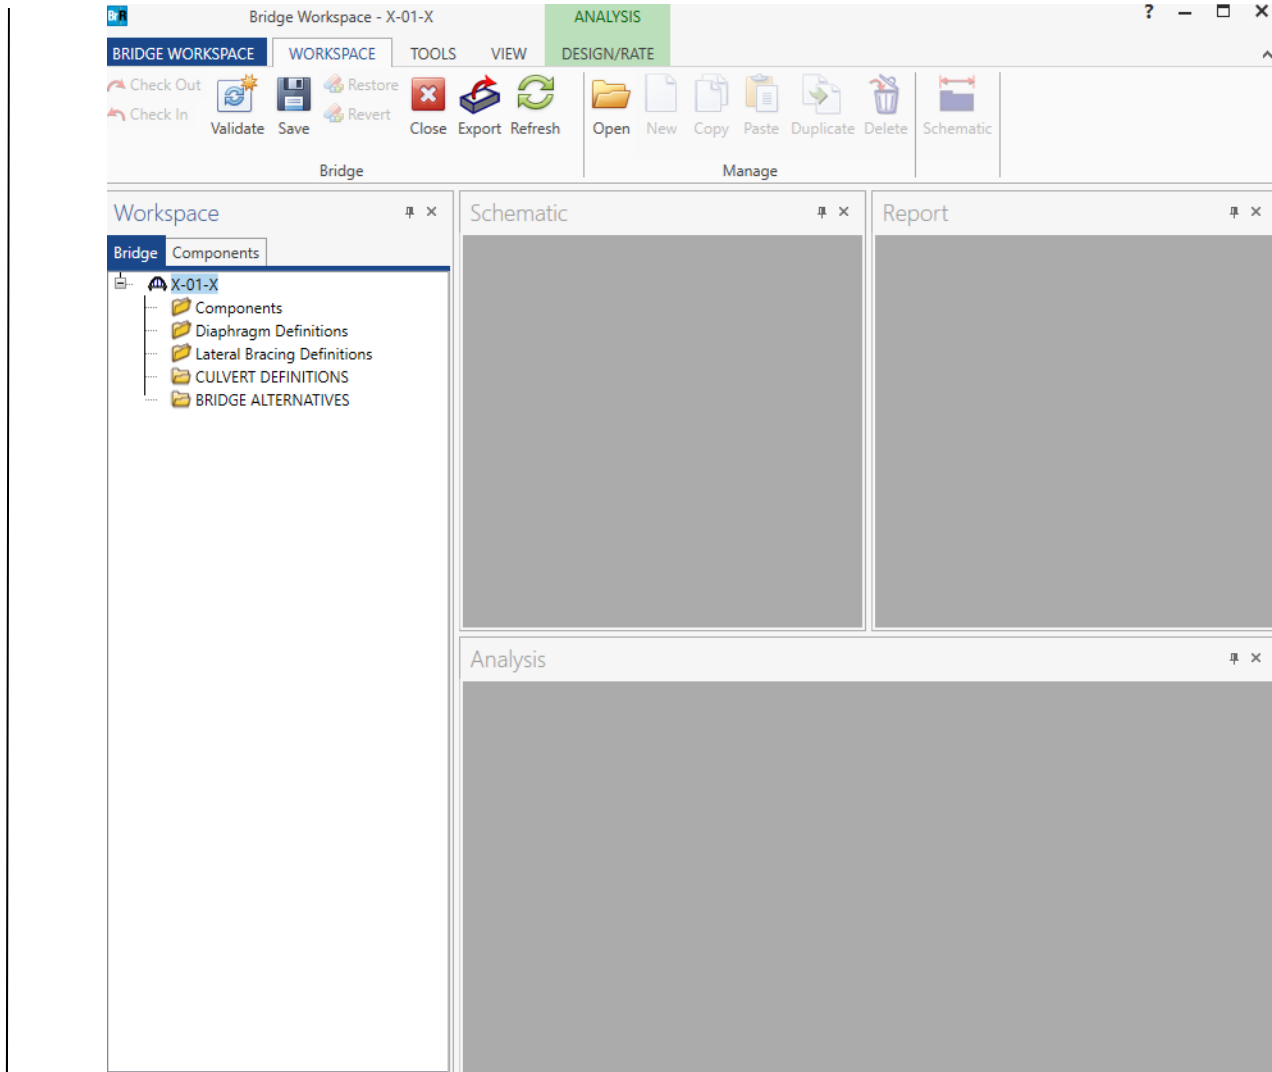 BrR Bridge Workspace - X-01-X ANALYSIS ?
BRIDGE WORKSPACE WORKSPACE TOOLS VIEW DESIGN/RATE
Check Out
Check In
Validate Save
Restore
Revert
Close Export Refresh
Open New Copy Paste Duplicate Delete Schematic
Bridge Manage
Workspace
Bridge Components
X-01-X
Components
Diaphragm Definitions
Lateral Bracing Definitions
CULVERT DEFINITIONS
BRIDGE ALTERNATIVES
Schematic
Report
Analysis